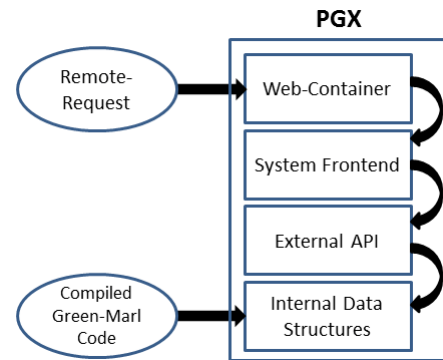 PGX
Remote-
Request
Web-Container
System Frontend
External API
Compiled
Green-Marl
Code
Internal Data
Structures